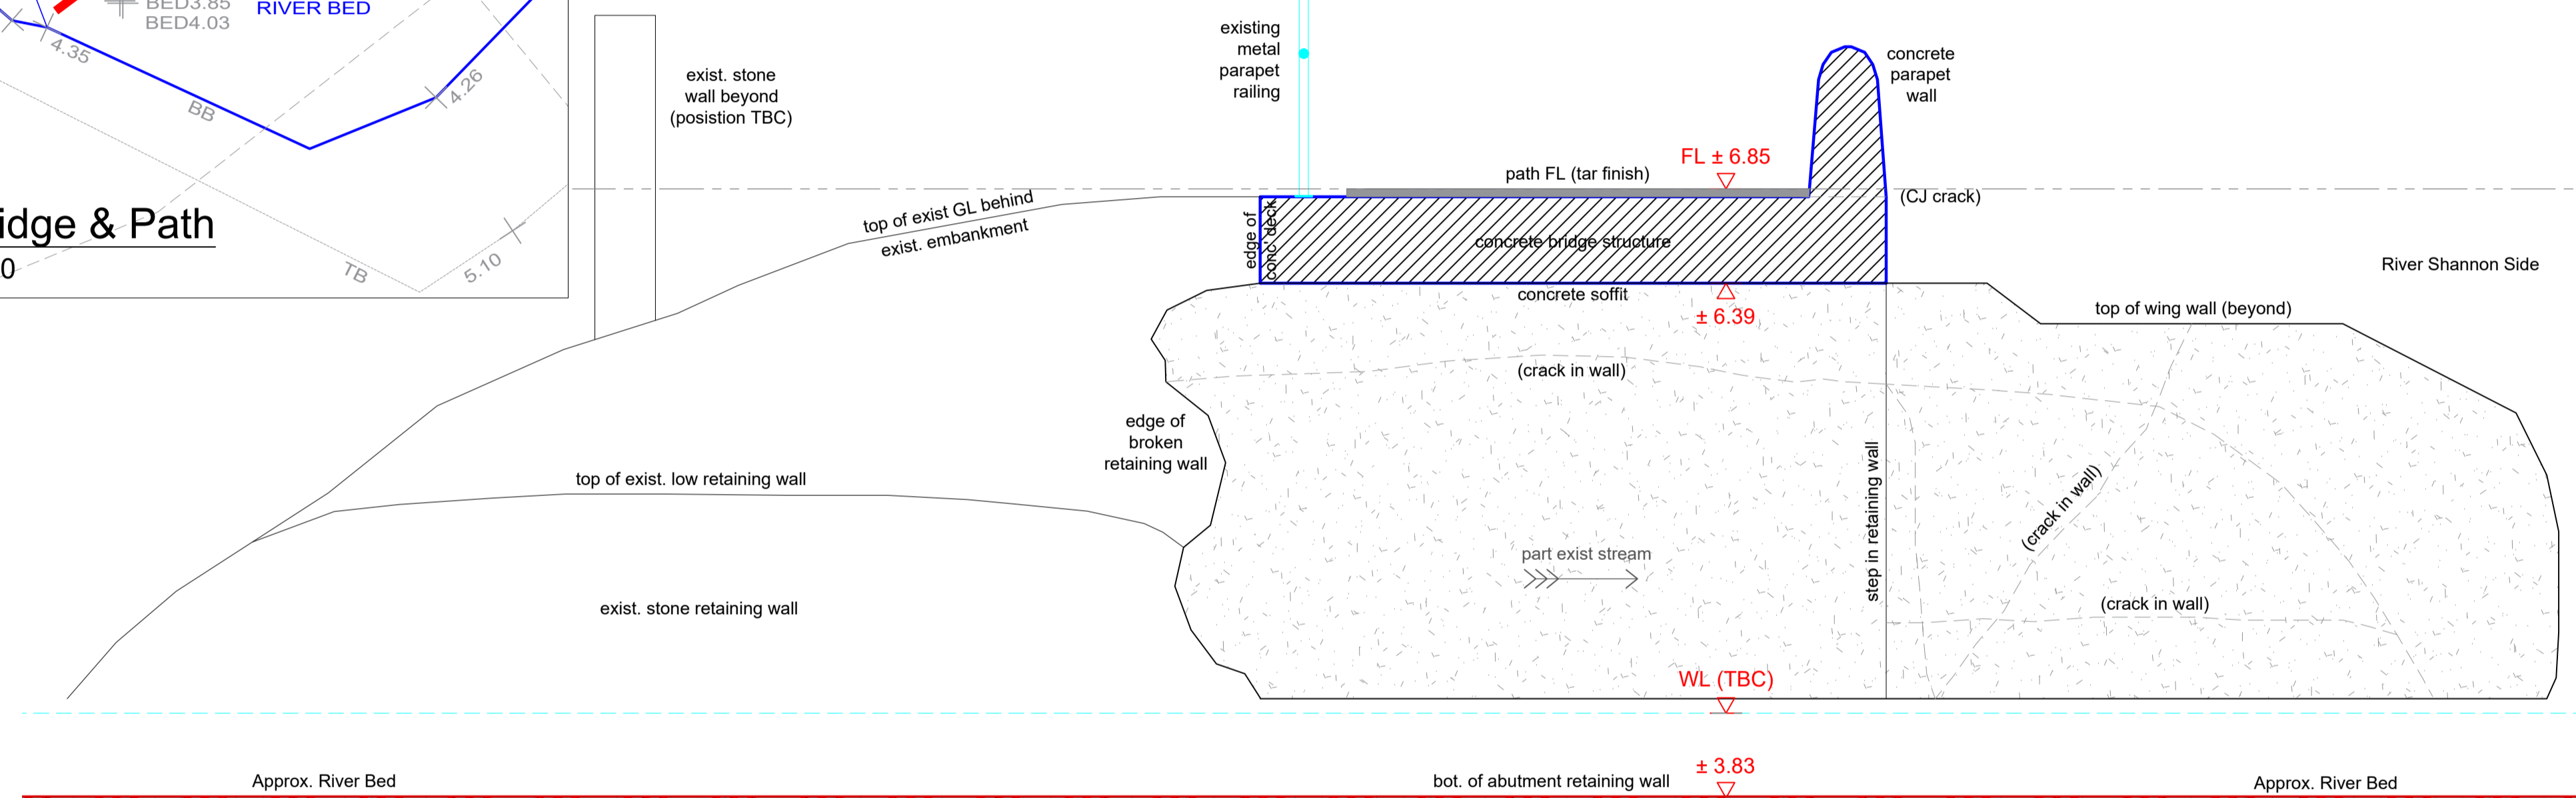 BED3.85
BED4.03
RIVER BED
4.35
BB
4.26
idge & Path
0
TB
5.10
exist. stone
wall beyond
(posistion TBC)
existing
metal
parapet
railing
concrete
parapet
wall
FL ± 6.85
path FL (tar finish)
(CJ crack)
top of exist GL behind
exist. embankment
edge of
conc' deck
concrete bridge structure
River Shannon Side
concrete soffit
± 6.39
top of wing wall (beyond)
(crack in wall)
edge of
broken
retaining wall
top of exist. low retaining wall
step in retaining wall
(crack in wall)
part exist stream
exist. stone retaining wall
(crack in wall)
WL (TBC)
± 3.83
Approx. River Bed
bot. of abutment retaining wall
Approx. River Bed